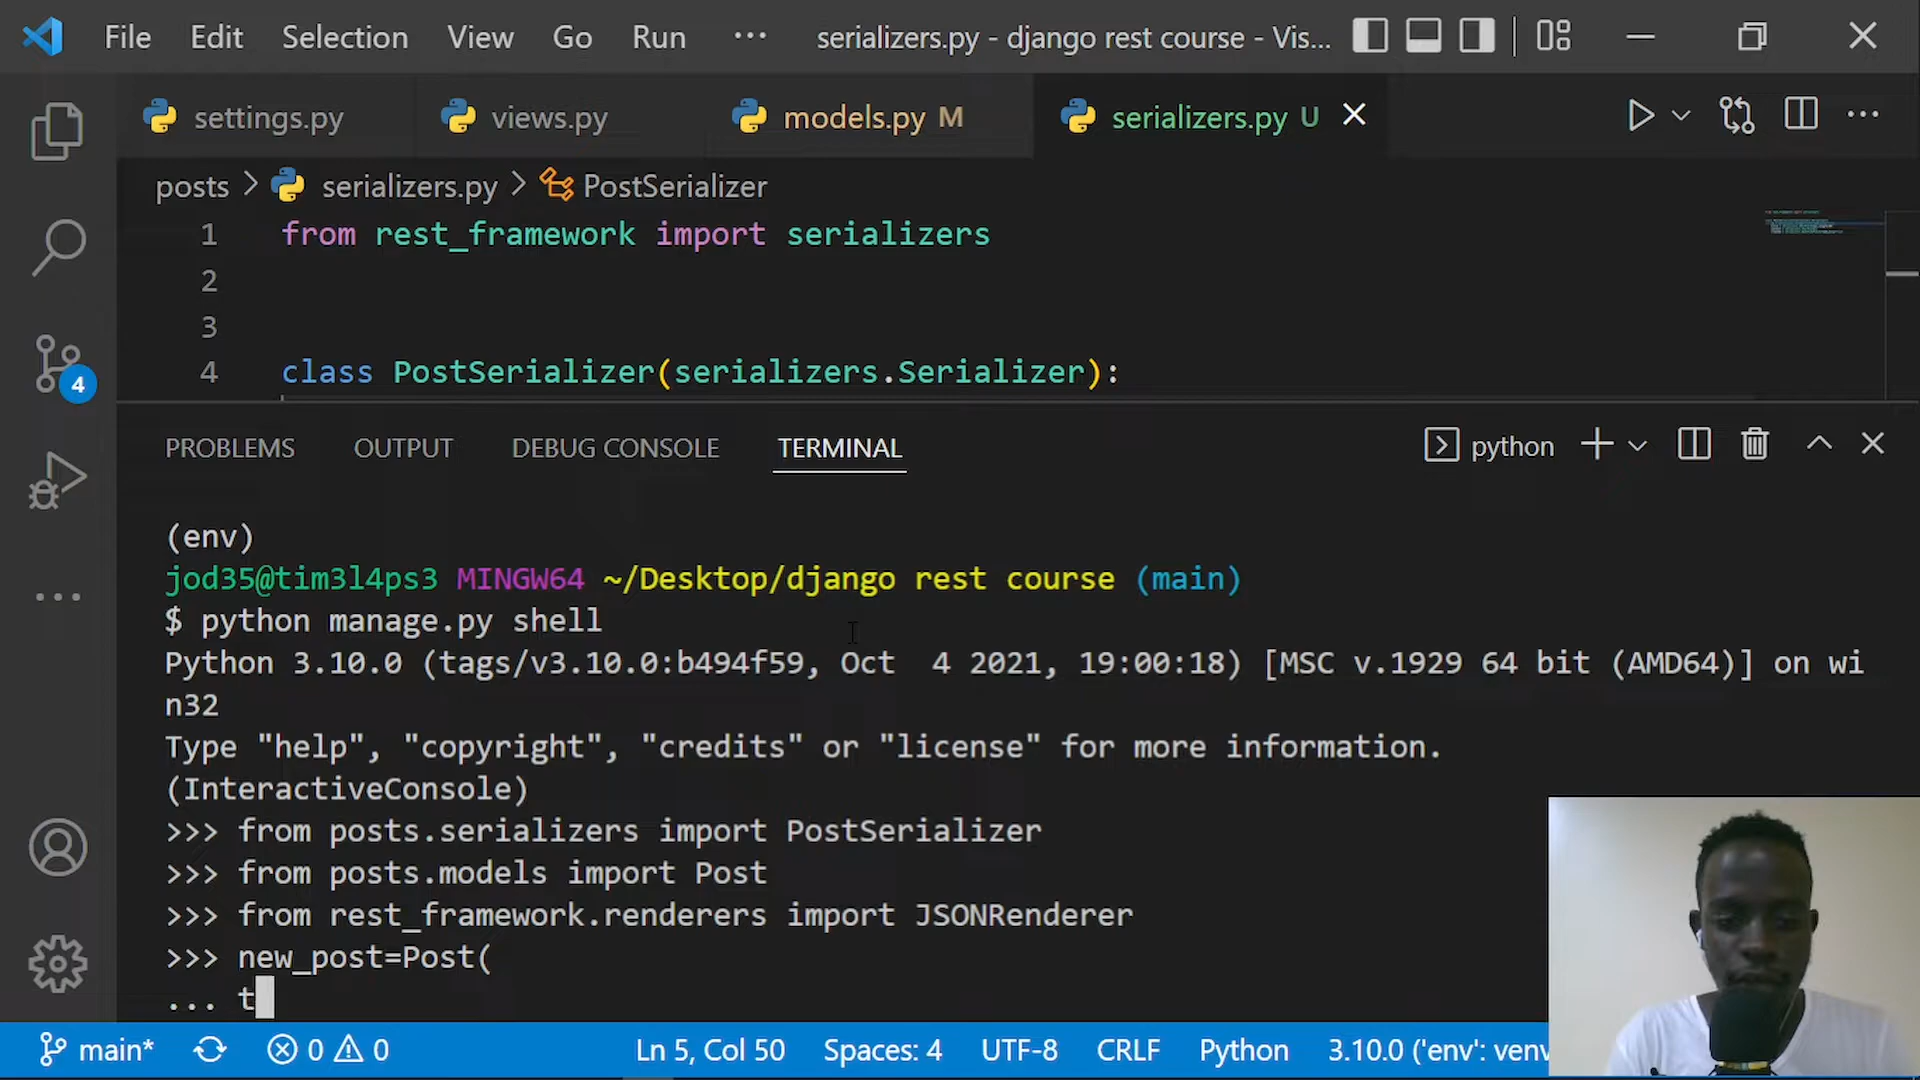 File Edit Selection View Go Run ··· serializers.py - django rest course - Vis...
settings.py views.py models.py M serializers.py U
posts > serializers.py > PostSerializer
1 from rest_framework import serializers
2
3
4 class PostSerializer(serializers.Serializer):
4
PROBLEMS OUTPUT DEBUG CONSOLE TERMINAL python
(env)
jod35@tim3l4ps3 MINGW64 ~/Desktop/django rest course (main)
$ python manage.py shell
Python 3.10.0 (tags/v3.10.0:b494f59, Oct  4 2021, 19:00:18) [MSC v.1929 64 bit (AMD64)] on wi
n32
Type "help", "copyright", "credits" or "license" for more information.
(InteractiveConsole)
>>> from posts.serializers import PostSerializer
>>> from posts.models import Post
>>> from rest_framework.renderers import JSONRenderer
>>> new_post=Post(
... t
main* 0 0 Ln 5, Col 50 Spaces: 4 UTF-8 CRLF Python 3.10.0 ('env': venv